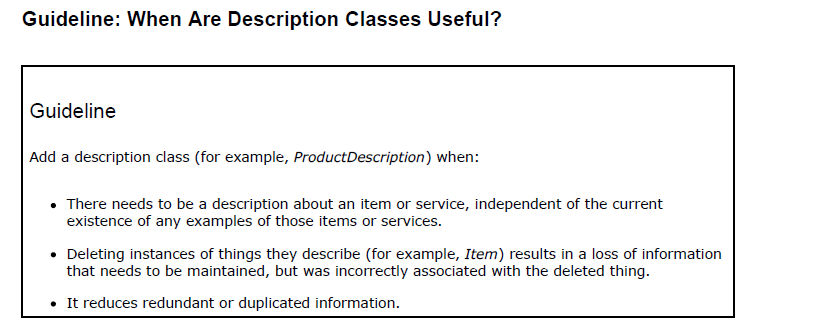 Guideline: When Are Description Classes Useful?
Guideline
Add a description class (for example, ProductDescription) when:
• There needs to be a description about an item or service, independent of the current
existence of any examples of those items or services.
• Deleting instances of things they describe (for example, Item) results in a loss of information
that needs to be maintained, but was incorrectly associated with the deleted thing.
• It reduces redundant or duplicated information.